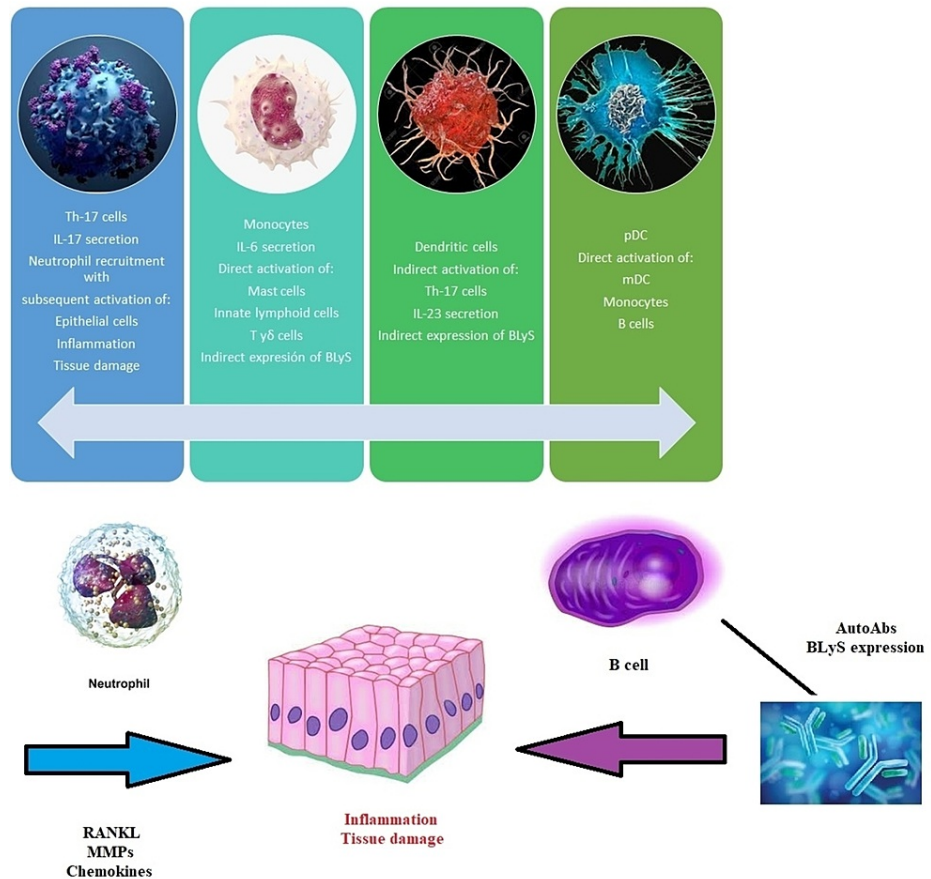 Th-17 cells
IL-17 secretion
Neutrophil recruitment
with
subsequent activation of:
Epithelial cells
Inflammation
Tissue damage
Monocytes
IL-6 secretion
Direct activation of:
Mast cells
Innate lymphoid cells
T γδ cells
Indirect expresión of BLyS
Dendritic cells
Indirect activation of:
Th-17 cells
IL-23 secretion
Indirect expression of BLyS
pDC
Direct activation of:
mDC
Monocytes
B cells
Neutrophil
B cell
AutoAbs
BLyS expression
RANKL
MMPs
Chemokines
Inflammation
Tissue damage